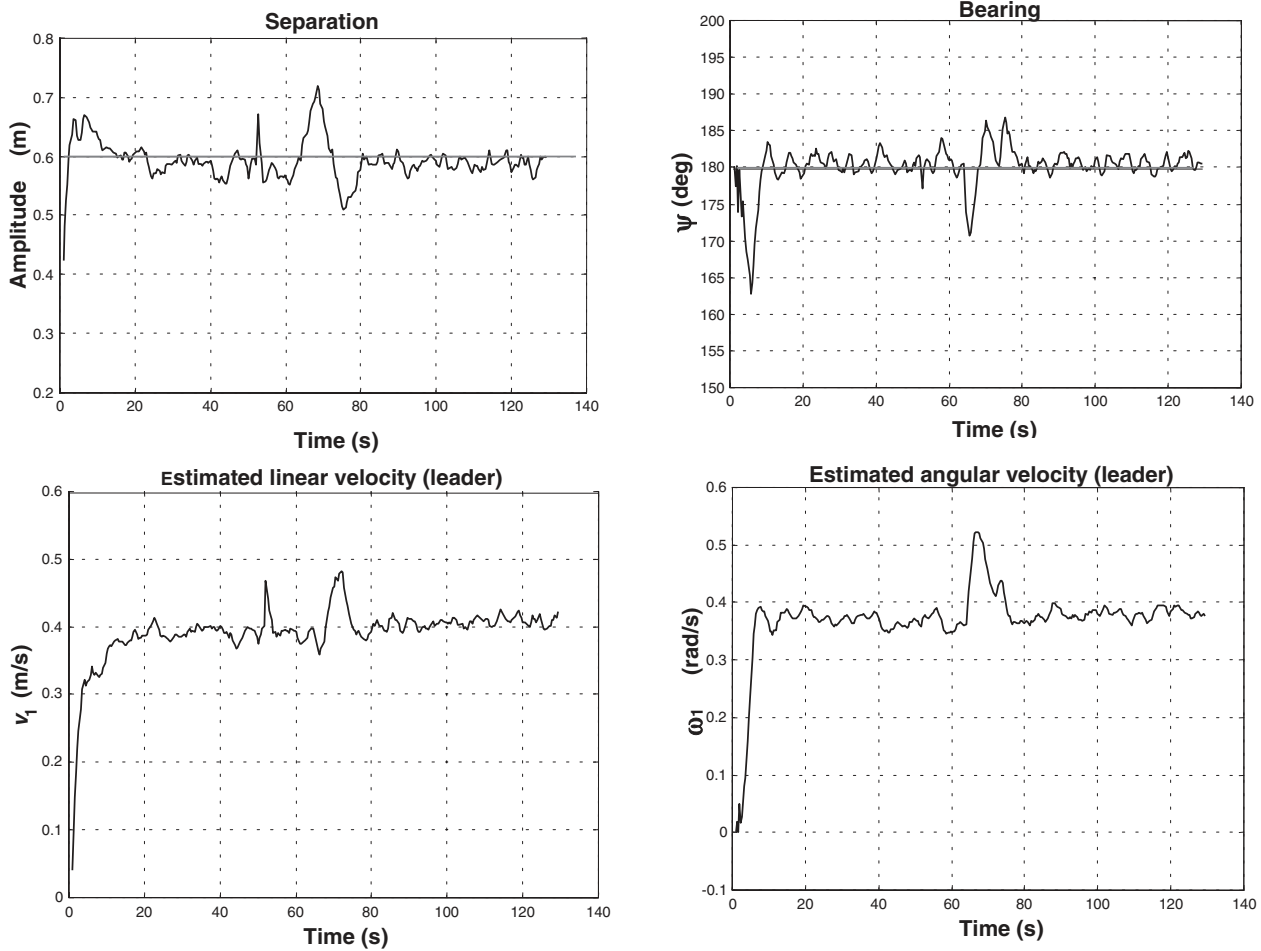 Separation
0.8
0.7
0.6
0.5
0.4
0.3
0.2
Amplitude (m)
0 20 40 60 80 100 120 140
Time (s)
Bearing
200
195
190
185
180
175
170
165
160
155
150
ψ (deg)
0 20 40 60 80 100 120 140
Time (s)
Estimated linear velocity (leader)
0.6
0.5
0.4
0.3
0.2
0.1
0
v1 (m/s)
0 20 40 60 80 100 120 140
Time (s)
Estimated angular velocity (leader)
0.6
0.5
0.4
0.3
0.2
0.1
0
-0.1
ω1 (rad/s)
0 20 40 60 80 100 120 140
Time (s)